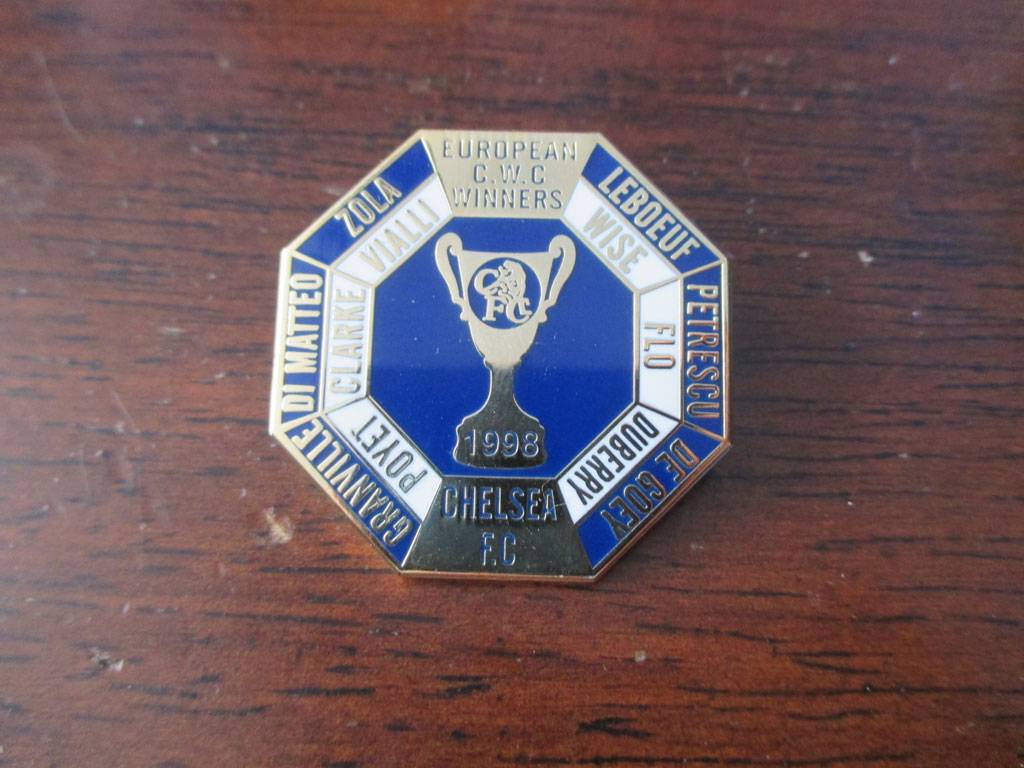 EUROPEAN
C.W.C
WINNERS
LEBOEUF
WISE
PETRESCU
FLO
DE GOEY
DUBERRY
CHELSEA
F.C
GRANVILLE
POYET
DI MATTEO
CLARKE
ZOLA
VIALLI
CFC
1998